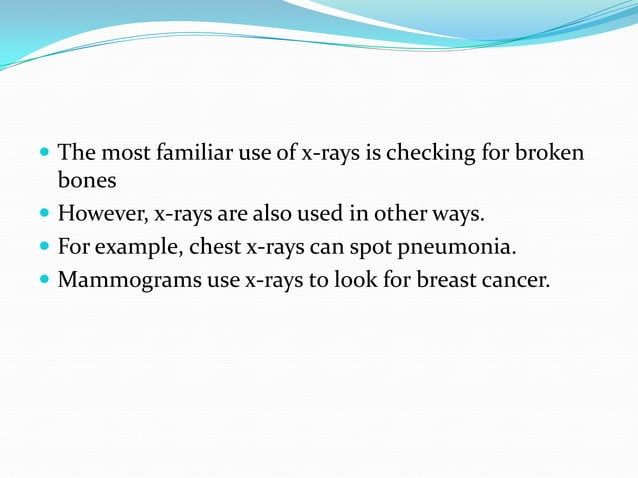 The most familiar use of x-rays is checking for broken
bones
However, x-rays are also used in other ways.
For example, chest x-rays can spot pneumonia.
Mammograms use x-rays to look for breast cancer.